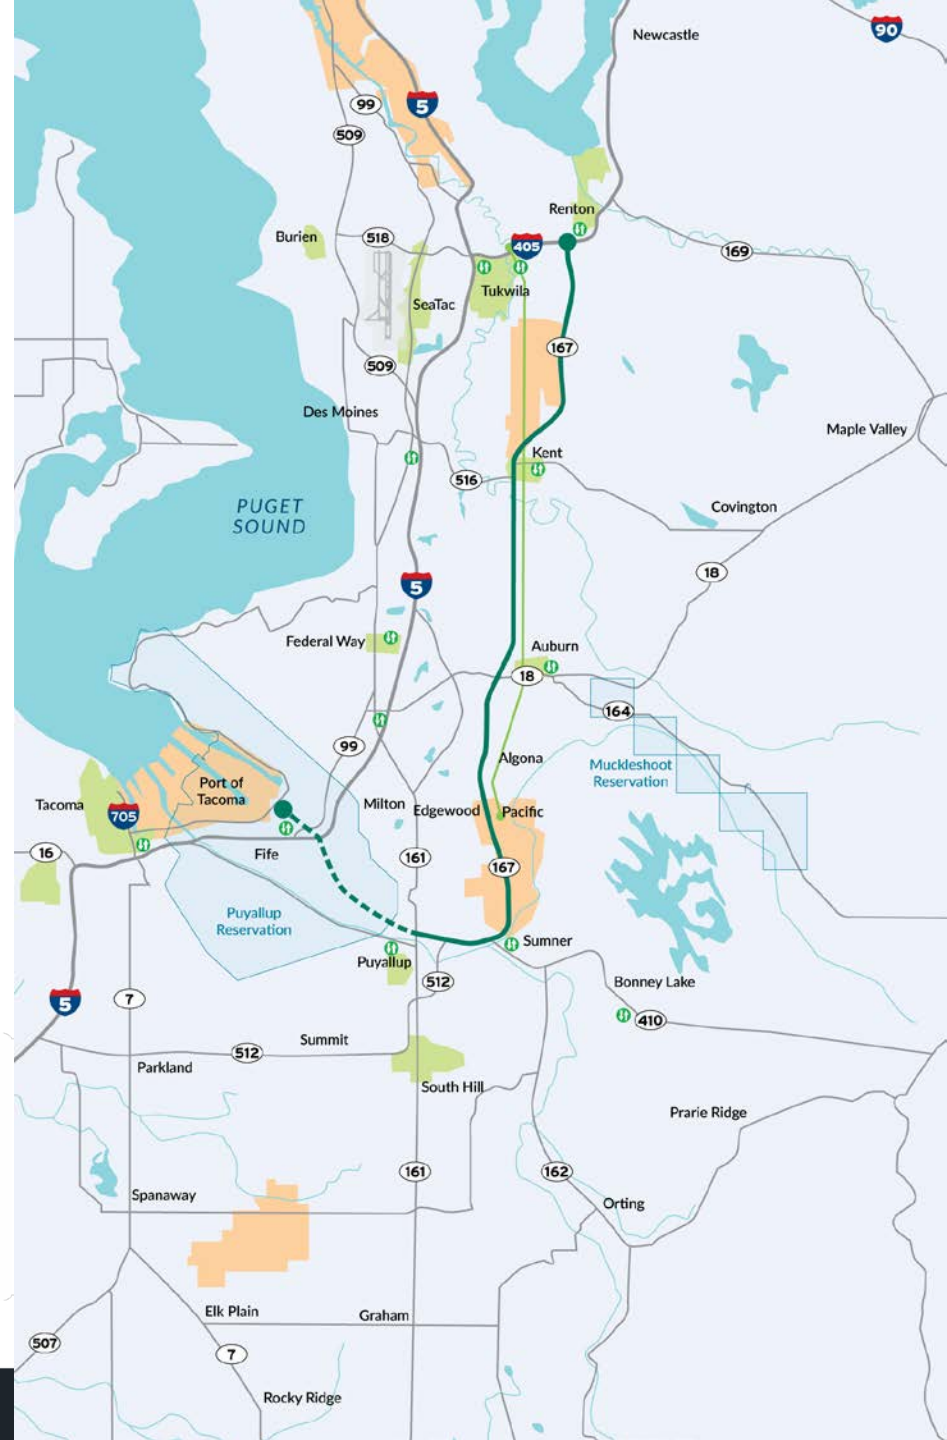 Newcastle
90
99
5
509
Renton
Burien
518
405
169
Tukwila
SeaTac
167
509
Des Moines
Maple Valley
Kent
516
PUGET
SOUND
Covington
18
5
Federal Way
Auburn
18
164
99
Algona
Muckleshoot
Reservation
Port of
Tacoma
Tacoma
705
Milton
Edgewood
Pacific
16
Fife
161
167
Puyallup
Reservation
Sumner
Puyallup
512
Bonney Lake
5
7
410
Summit
512
Parkland
South Hill
Prarie Ridge
161
162
Spanaway
Orting
Elk Plain
Graham
507
7
Rocky Ridge